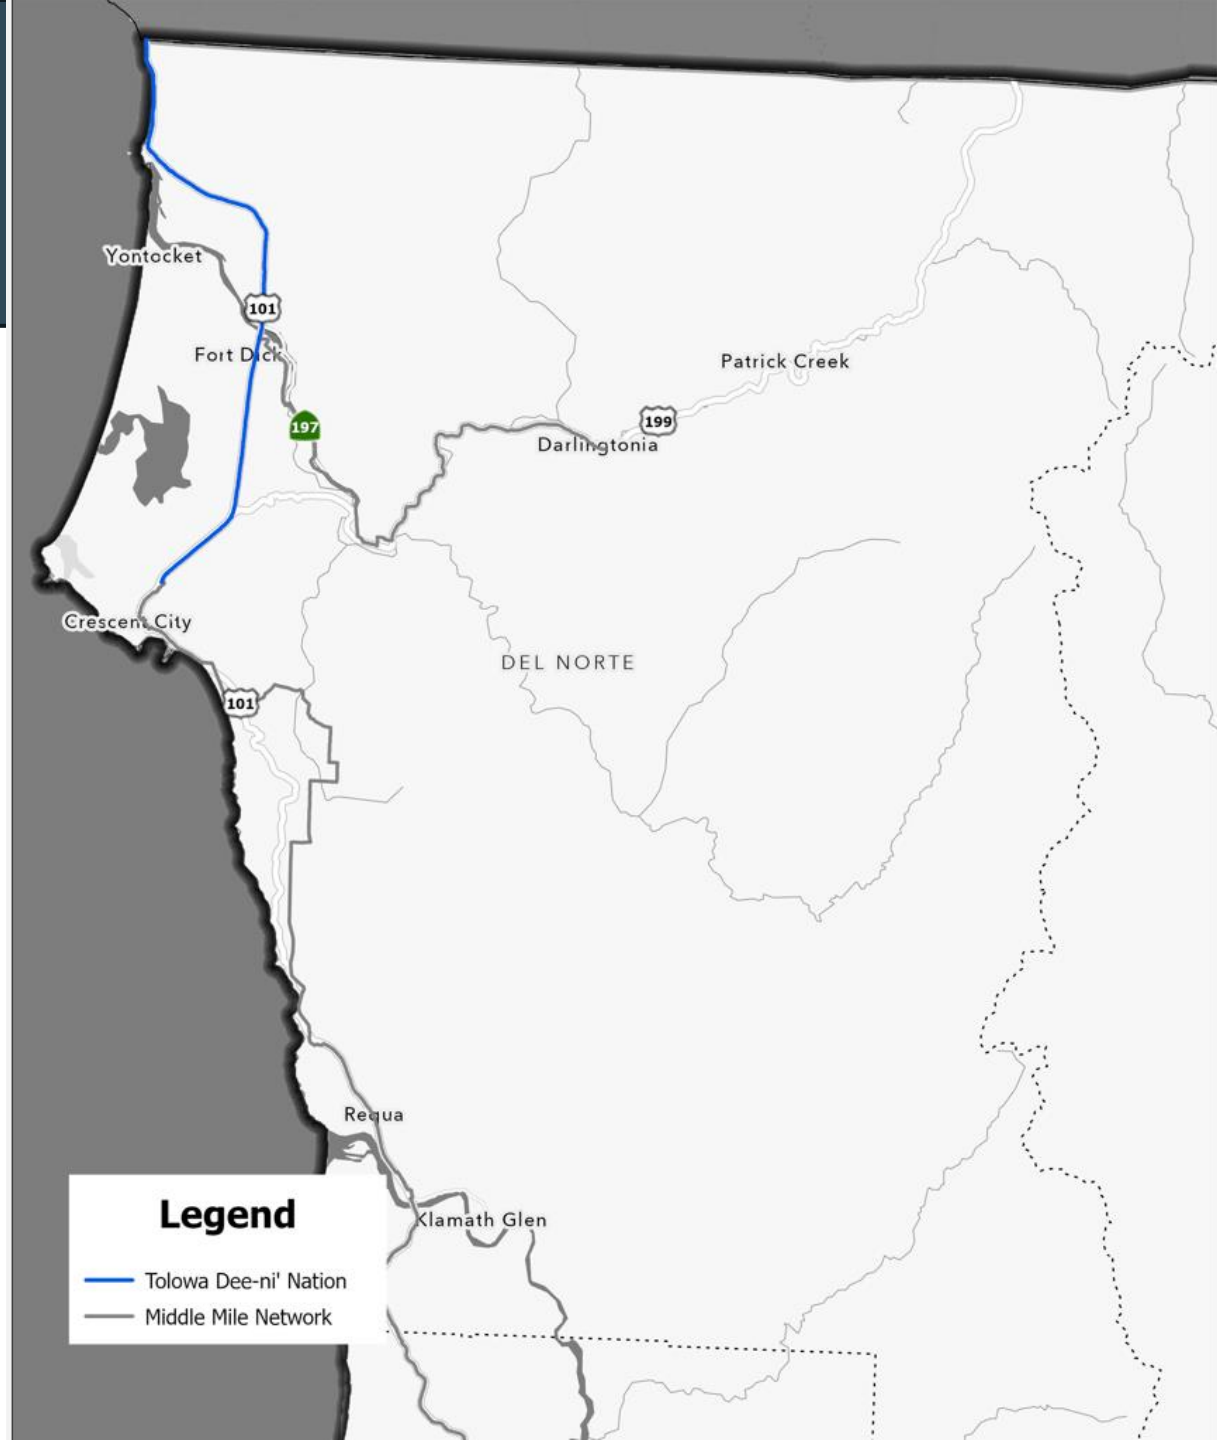 Yontocket
101
Fort Dick
Patrick Creek
199
197
Darlingtonia
Crescent City
DEL NORTE
101
Requa
Klamath Glen
Legend
Tolowa Dee-ni' Nation
Middle Mile Network